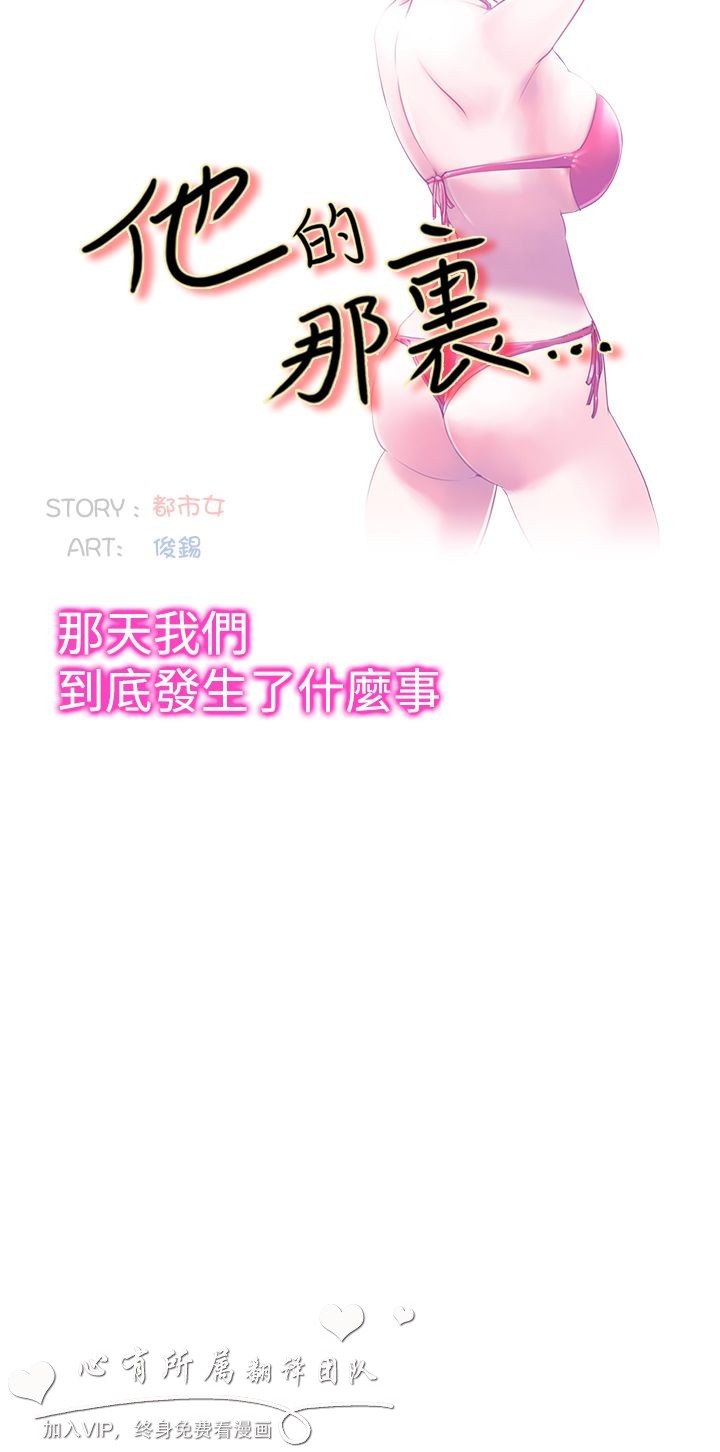 他的
那裏...
STORY : 都市女
ART: 俊錫
那天我們
到底發生了什麼事
心有所属翻译团队
加入VIP，终身免费看漫画